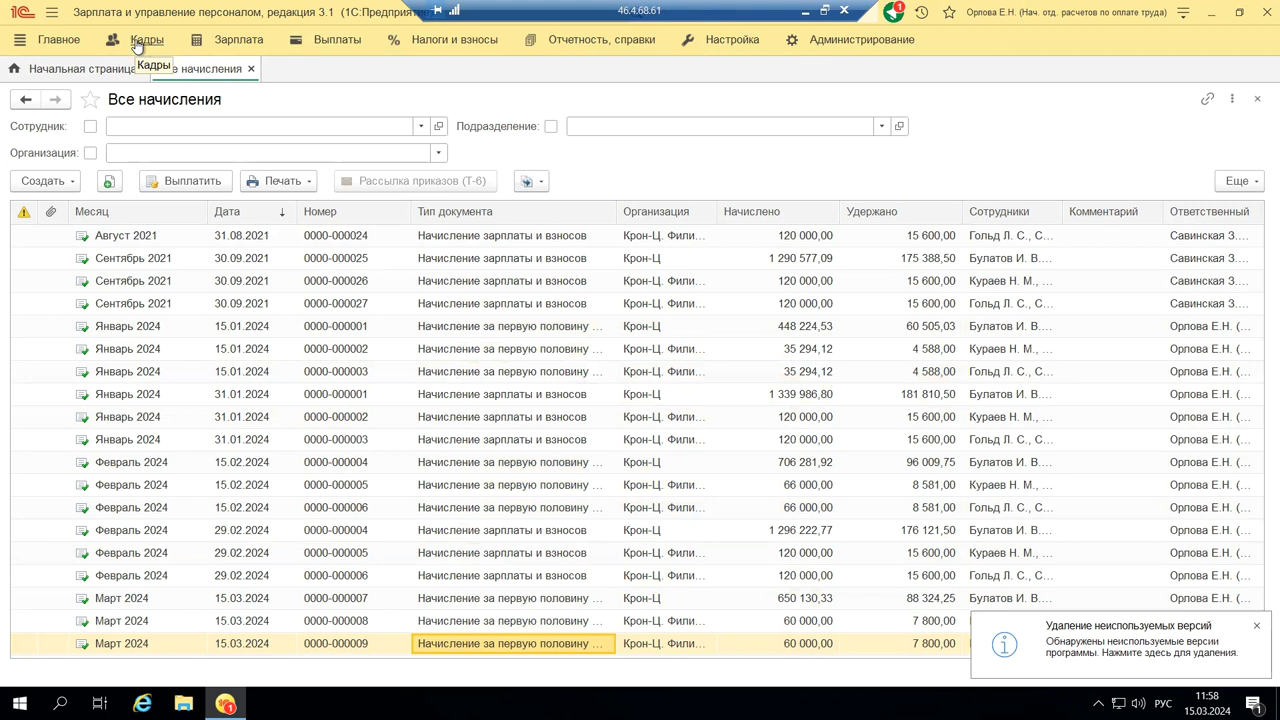 Зарплата и управление персоналом, редакция 3.1 (1С:Предприятие
46.4.68.61
1
Орлова Е.Н. (Нач. отд. расчетов по оплате труда)
Главное Кадры Зарплата Выплаты Налоги и взносы Отчетность, справки Настройка Администрирование
Кадры
Начальная страница е начисления ×
Все начисления
Сотрудник: Подразделение:
Организация:
Создать Выплатить Печать Рассылка приказов (Т-6) Еще
Месяц Дата ↓ Номер Тип документа Организация Начислено Удержано Сотрудники Комментарий Ответственный
Август 2021 31.08.2021 0000-000024 Начисление зарплаты и взносов Крон-Ц. Фили... 120 000,00 15 600,00 Гольд Л. С., С... Савинская З....
Сентябрь 2021 30.09.2021 0000-000025 Начисление зарплаты и взносов Крон-Ц 1 290 577,09 175 388,50 Булатов И. В.... Савинская З....
Сентябрь 2021 30.09.2021 0000-000026 Начисление зарплаты и взносов Крон-Ц. Фили... 120 000,00 15 600,00 Кураев Н. М., ... Савинская З....
Сентябрь 2021 30.09.2021 0000-000027 Начисление зарплаты и взносов Крон-Ц. Фили... 120 000,00 15 600,00 Гольд Л. С., С... Савинская З....
Январь 2024 15.01.2024 0000-000001 Начисление за первую половину ... Крон-Ц 448 224,53 60 505,03 Булатов И. В.... Орлова Е.Н. (...
Январь 2024 15.01.2024 0000-000002 Начисление за первую половину ... Крон-Ц. Фили... 35 294,12 4 588,00 Кураев Н. М., ... Орлова Е.Н. (...
Январь 2024 15.01.2024 0000-000003 Начисление за первую половину ... Крон-Ц. Фили... 35 294,12 4 588,00 Гольд Л. С., С... Орлова Е.Н. (...
Январь 2024 31.01.2024 0000-000001 Начисление зарплаты и взносов Крон-Ц 1 339 986,80 181 810,50 Булатов И. В.... Орлова Е.Н. (...
Январь 2024 31.01.2024 0000-000002 Начисление зарплаты и взносов Крон-Ц. Фили... 120 000,00 15 600,00 Кураев Н. М., ... Орлова Е.Н. (...
Январь 2024 31.01.2024 0000-000003 Начисление зарплаты и взносов Крон-Ц. Фили... 120 000,00 15 600,00 Гольд Л. С., С... Орлова Е.Н. (...
Февраль 2024 15.02.2024 0000-000004 Начисление за первую половину ... Крон-Ц 706 281,92 96 009,75 Булатов И. В.... Орлова Е.Н. (...
Февраль 2024 15.02.2024 0000-000005 Начисление за первую половину ... Крон-Ц. Фили... 66 000,00 8 581,00 Кураев Н. М., ... Орлова Е.Н. (...
Февраль 2024 15.02.2024 0000-000006 Начисление за первую половину ... Крон-Ц. Фили... 66 000,00 8 581,00 Гольд Л. С., С... Орлова Е.Н. (...
Февраль 2024 29.02.2024 0000-000004 Начисление зарплаты и взносов Крон-Ц 1 296 222,77 176 121,50 Булатов И. В.... Орлова Е.Н. (...
Февраль 2024 29.02.2024 0000-000005 Начисление зарплаты и взносов Крон-Ц. Фили... 120 000,00 15 600,00 Кураев Н. М., ... Орлова Е.Н. (...
Февраль 2024 29.02.2024 0000-000006 Начисление зарплаты и взносов Крон-Ц. Фили... 120 000,00 15 600,00 Гольд Л. С., С... Орлова Е.Н. (...
Март 2024 15.03.2024 0000-000007 Начисление за первую половину ... Крон-Ц 650 130,33 88 324,25 Булатов И. В.... Орлова Е.Н. (...
Март 2024 15.03.2024 0000-000008 Начисление за первую половину ... Крон-Ц. Фили... 60 000,00 7 800,00
Март 2024 15.03.2024 0000-000009 Начисление за первую половину ... Крон-Ц. Фили... 60 000,00 7 800,00
Удаление неиспользуемых версий
Обнаружены неиспользуемые версии
программы. Нажмите здесь для удаления.
РУС
11:58
15.03.2024
1
1